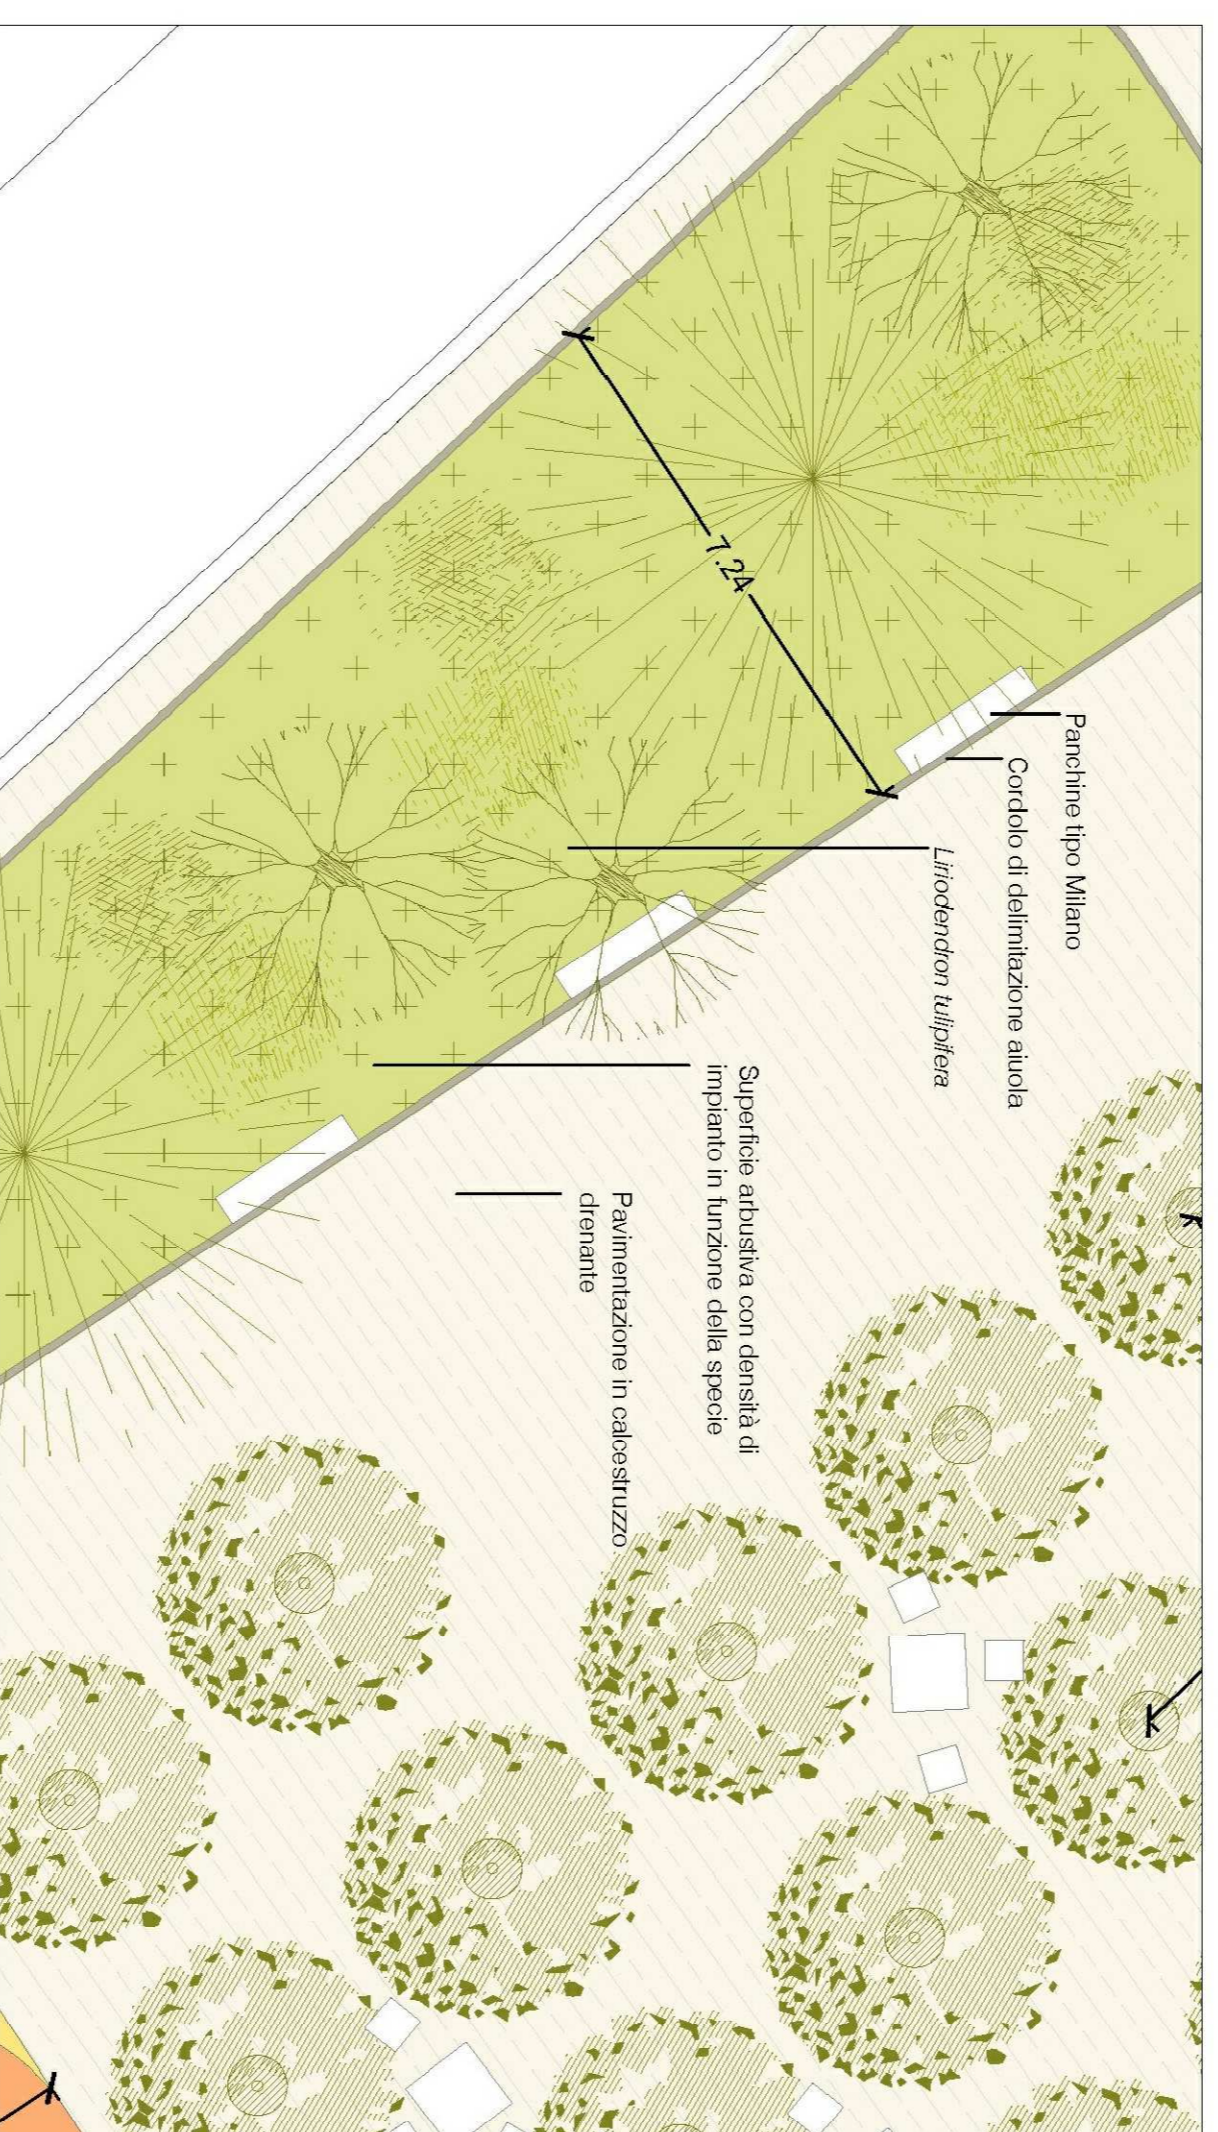 Panchine tipo Milano
Cordolo di delimitazione aiuola
Liriodendron tulipifera
Superficie arbustiva con densità di
impianto in funzione della specie
Pavimentazione in calcestruzzo
drenante
7.24